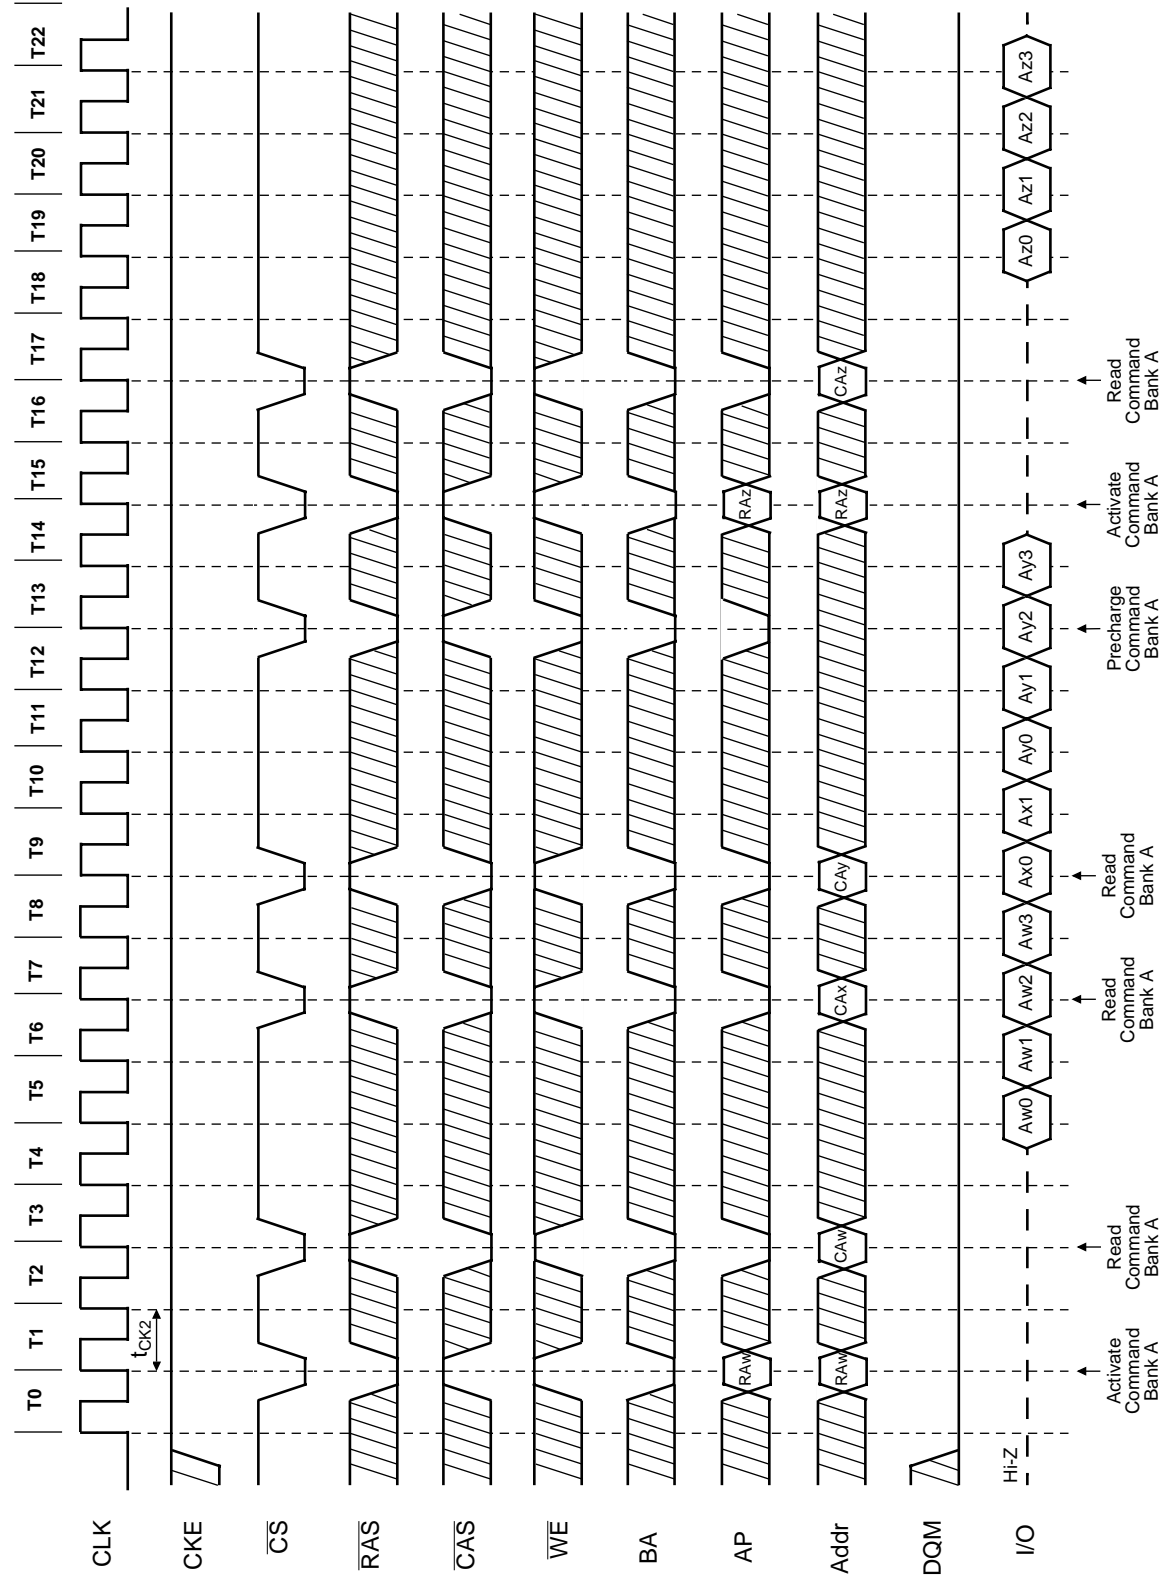 T0 T1 T2 T3 T4 T5 T6 T7 T8 T9 T10 T11 T12 T13 T14 T15 T16 T17 T18 T19 T20 T21 T22
CLK
tCK2
CKE
CS
RAS
CAS
WE
BA
AP
RAw RAz
Addr
RAw CAw CAx CAy RAz CAz
DQM
I/O
Hi-Z
Aw0 Aw1 Aw2 Aw3 Ax0 Ax1 Ay0 Ay1 Ay2 Ay3 Az0 Az1 Az2 Az3
Activate
Command
Bank A
Read
Command
Bank A
Read
Command
Bank A
Read
Command
Bank A
Precharge
Command
Bank A
Activate
Command
Bank A
Read
Command
Bank A